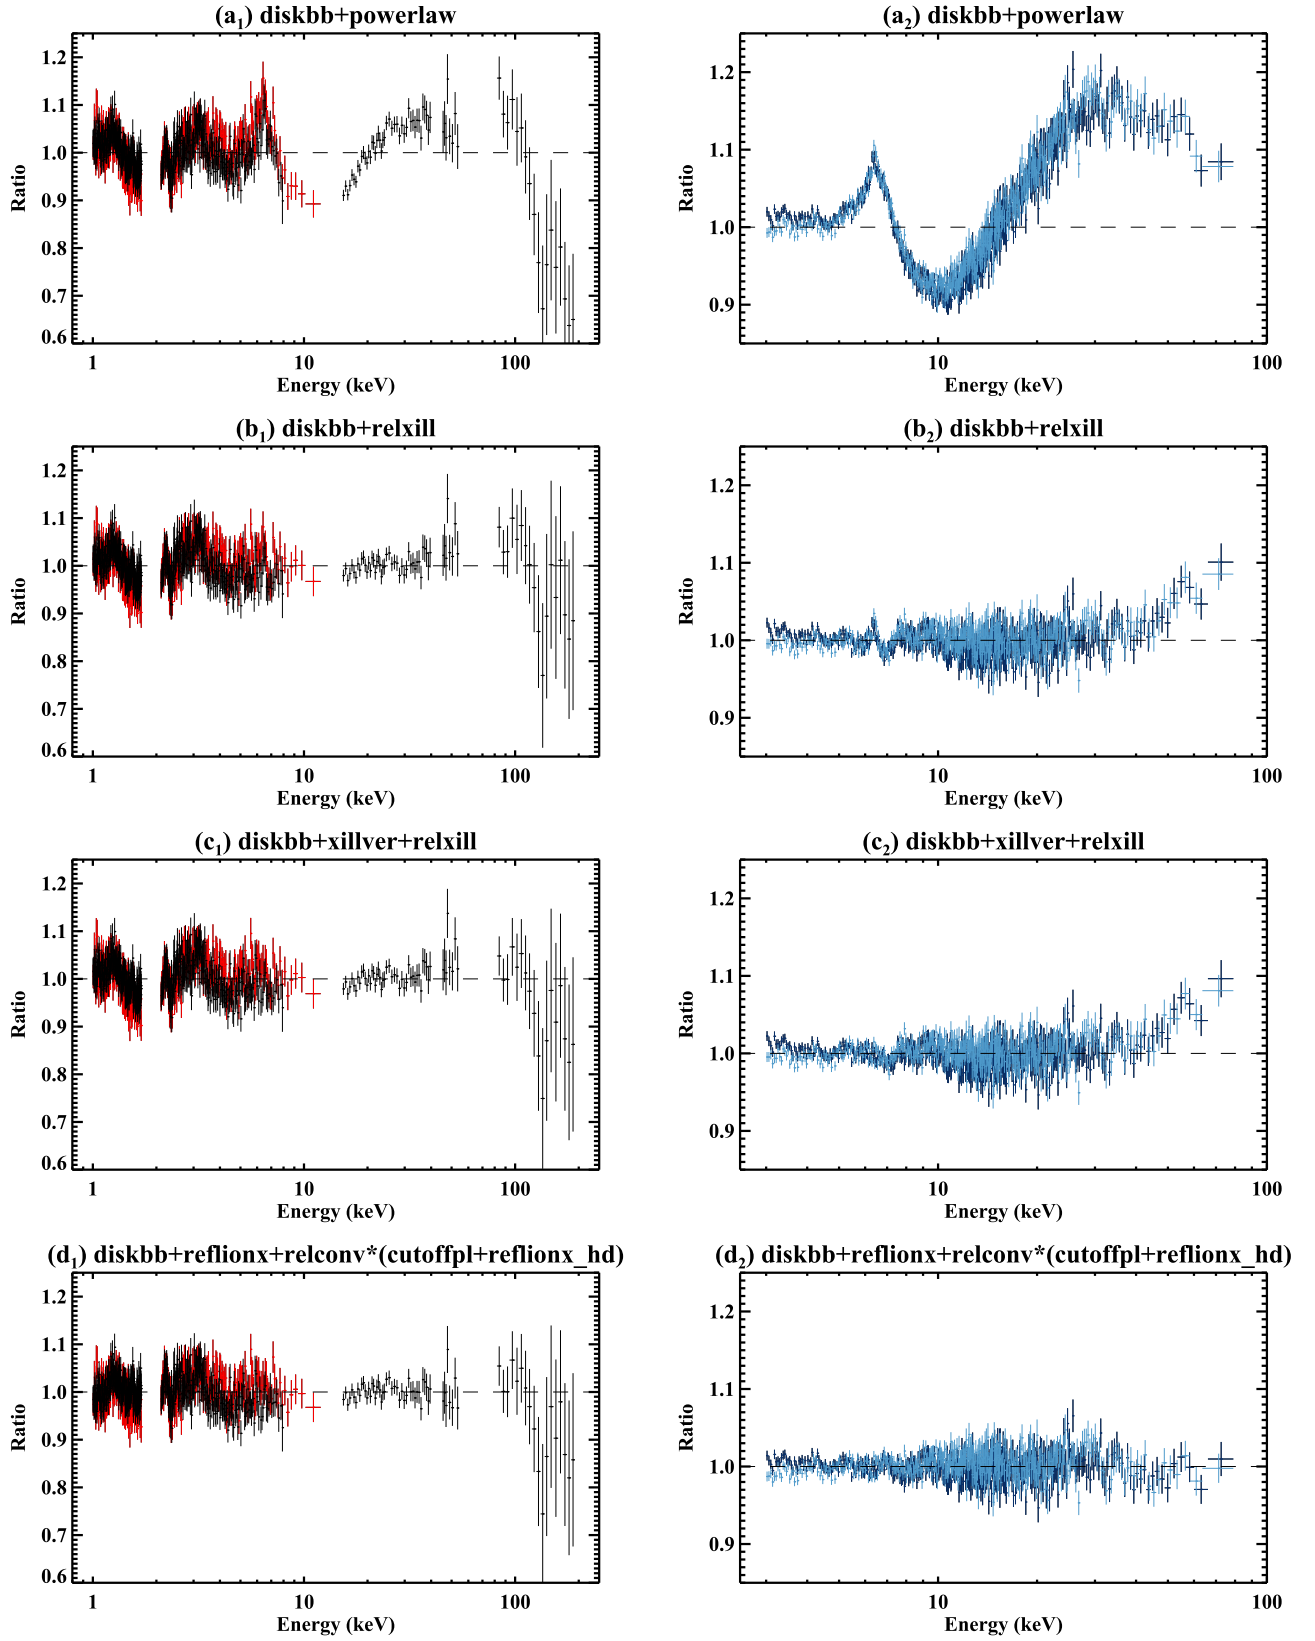 (a₁) diskbb+powerlaw
1.2
1.1
1.0
0.9
0.8
0.7
0.6
Ratio
1 10 100
Energy (keV)
(a₂) diskbb+powerlaw
1.2
1.1
1.0
0.9
Ratio
10 100
Energy (keV)
(b₁) diskbb+relxill
1.2
1.1
1.0
0.9
0.8
0.7
0.6
Ratio
1 10 100
Energy (keV)
(b₂) diskbb+relxill
1.2
1.1
1.0
0.9
Ratio
10 100
Energy (keV)
(c₁) diskbb+xillver+relxill
1.2
1.1
1.0
0.9
0.8
0.7
0.6
Ratio
1 10 100
Energy (keV)
(c₂) diskbb+xillver+relxill
1.2
1.1
1.0
0.9
Ratio
10 100
Energy (keV)
(d₁) diskbb+reflionx+relconv*(cutoffpl+reflionx_hd)
1.2
1.1
1.0
0.9
0.8
0.7
0.6
Ratio
1 10 100
Energy (keV)
(d₂) diskbb+reflionx+relconv*(cutoffpl+reflionx_hd)
1.2
1.1
1.0
0.9
Ratio
10 100
Energy (keV)